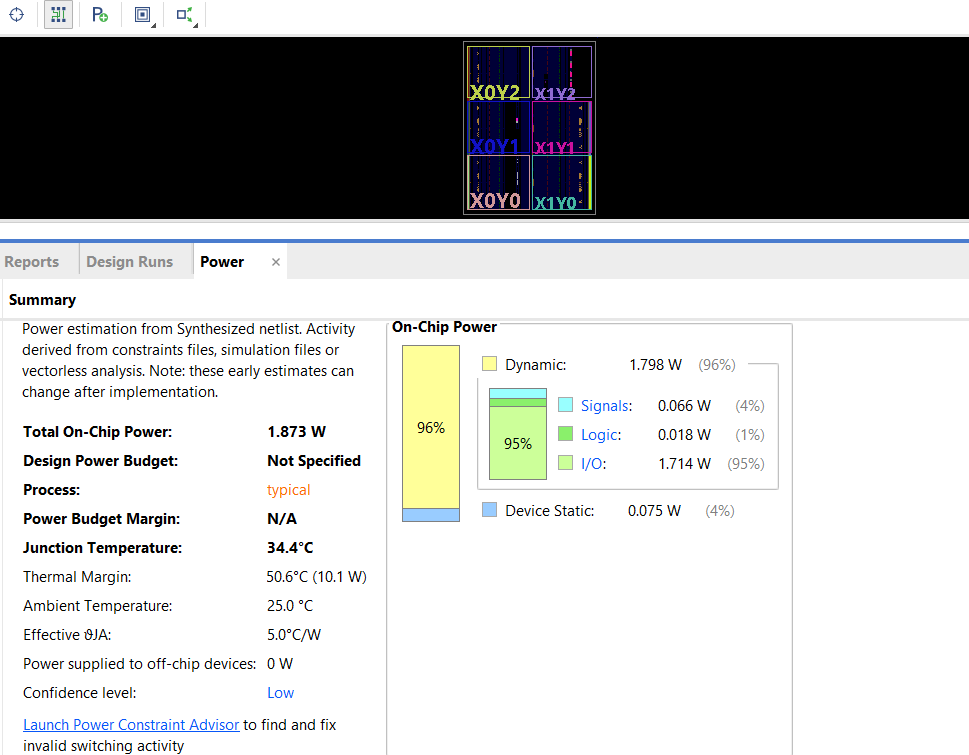 X0Y2 X1Y2
X0Y1 X1Y1
X0Y0 X1Y0
Reports Design Runs Power ×
Summary
Power estimation from Synthesized netlist. Activity
derived from constraints files, simulation files or
vectorless analysis. Note: these early estimates can
change after implementation.
Total On-Chip Power: 1.873 W
Design Power Budget: Not Specified
Process: typical
Power Budget Margin: N/A
Junction Temperature: 34.4°C
Thermal Margin: 50.6°C (10.1 W)
Ambient Temperature: 25.0 °C
Effective ϑJA: 5.0°C/W
Power supplied to off-chip devices: 0 W
Confidence level: Low
Launch Power Constraint Advisor to find and fix
invalid switching activity
On-Chip Power
96%
Dynamic: 1.798 W (96%)
95%
Signals: 0.066 W (4%)
Logic: 0.018 W (1%)
I/O: 1.714 W (95%)
Device Static: 0.075 W (4%)